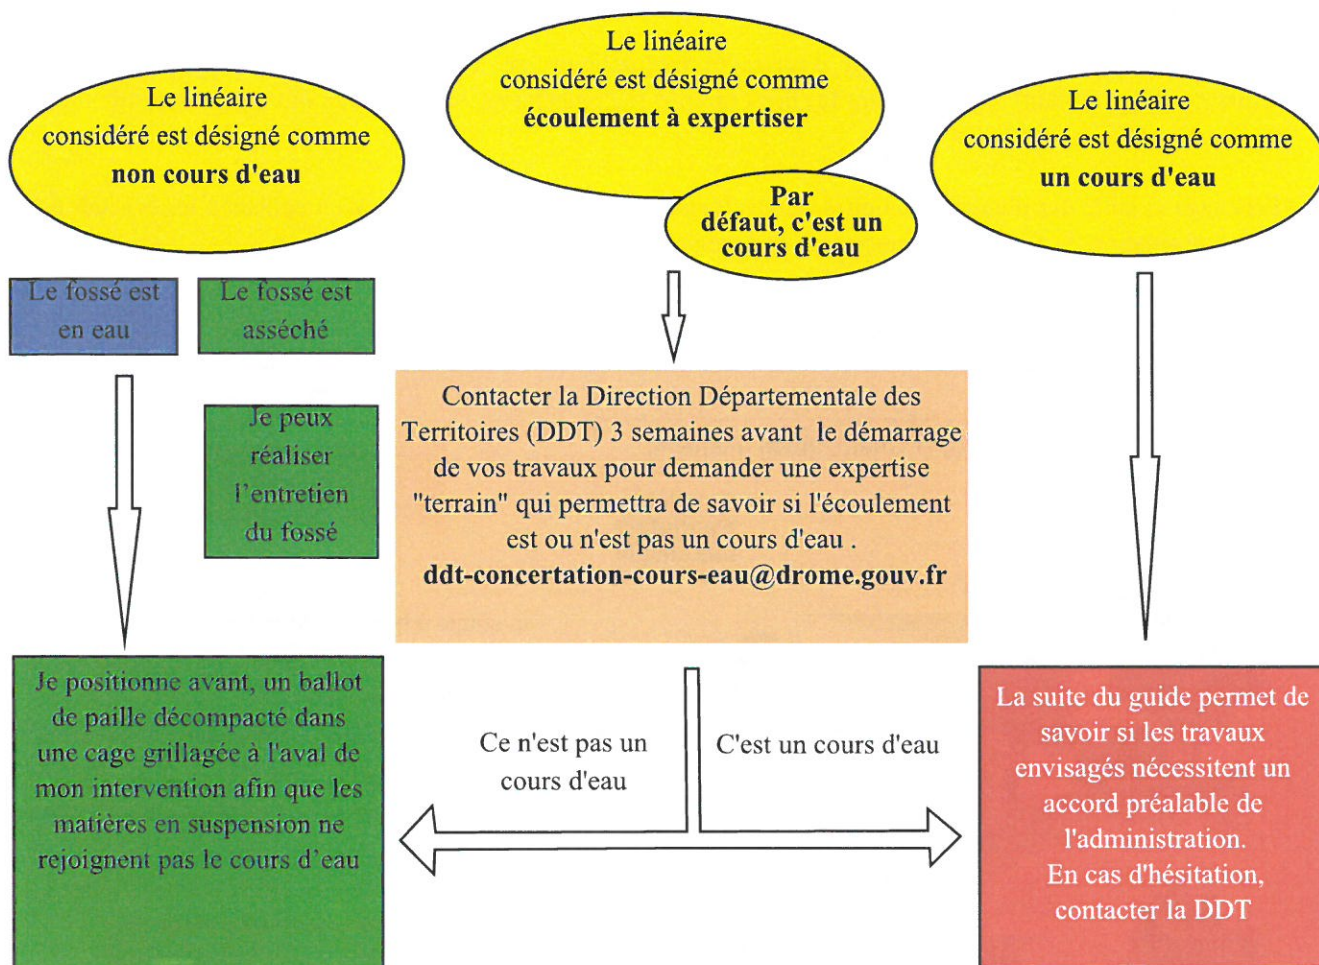 Le linéaire
considéré est désigné comme
non cours d'eau
Le linéaire
considéré est désigné comme
écoulement à expertiser
Par
défaut, c'est un
cours d'eau
Le linéaire
considéré est désigné comme
un cours d'eau
Le fossé est
en eau
Le fossé est
asséché
Je peux
réaliser
l'entretien
du fossé
Contacter la Direction Départementale des
Territoires (DDT) 3 semaines avant le démarrage
de vos travaux pour demander une expertise
"terrain" qui permettra de savoir si l'écoulement
est ou n'est pas un cours d'eau .
ddt-concertation-cours-eau@drome.gouv.fr
Je positionne avant, un ballot
de paille décompacté dans
une cage grillagée à l'aval de
mon intervention afin que les
matières en suspension ne
rejoignent pas le cours d'eau
Ce n'est pas un
cours d'eau
C'est un cours d'eau
La suite du guide permet de
savoir si les travaux
envisagés nécessitent un
accord préalable de
l'administration.
En cas d'hésitation,
contacter la DDT